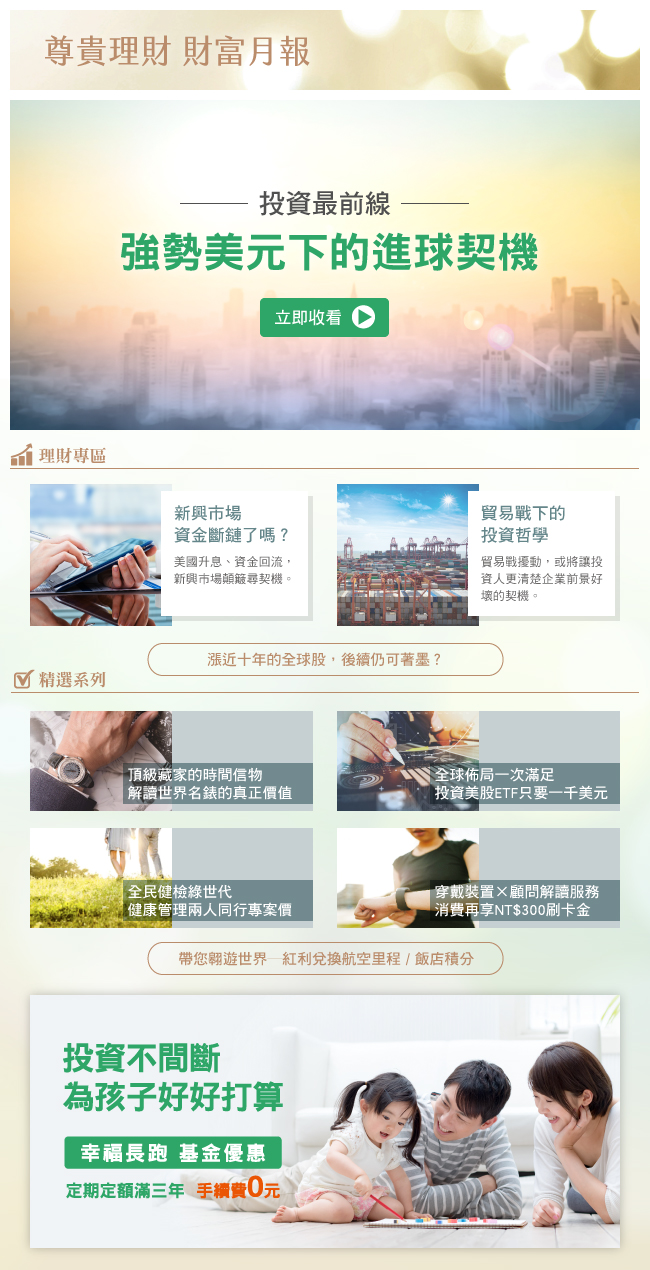 尊貴理財 財富月報
投資最前線
強勢美元下的進球契機
立即收看
理財專區
新興市場
資金斷鏈了嗎？
美國升息、資金回流，
新興市場顛簸尋契機。
貿易戰下的
投資哲學
貿易戰擾動，或將讓投
資人更清楚企業前景好
壞的契機。
漲近十年的全球股，後續仍可著墨？
精選系列
頂級藏家的時間信物
解讀世界名錶的真正價值
全球佈局一次滿足
投資美股ETF只要一千美元
全民健檢綠世代
健康管理兩人同行專案價
穿戴裝置×顧問解讀服務
消費再享NT$300刷卡金
帶您翱遊世界─紅利兌換航空里程 / 飯店積分
投資不間斷
為孩子好好打算
幸福長跑 基金優惠
定期定額滿三年 手續費0元